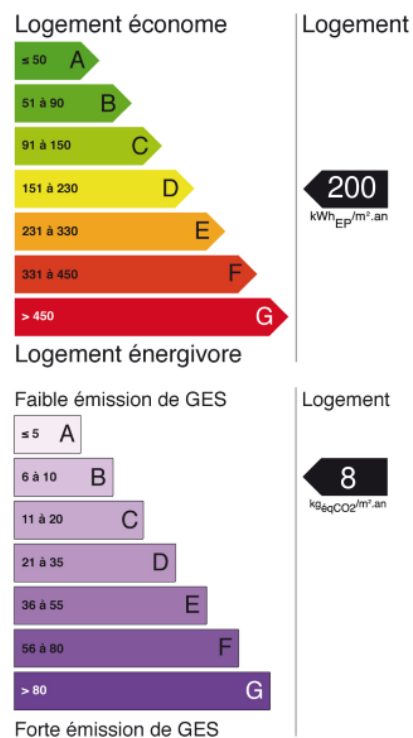 Logement économe
Logement
≤ 50 A
51 à 90 B
91 à 150 C
151 à 230 D
200
kWhEP/m².an
231 à 330 E
331 à 450 F
> 450 G
Logement énergivore
Faible émission de GES
Logement
≤ 5 A
6 à 10 B
8
kgéqCO2/m².an
11 à 20 C
21 à 35 D
36 à 55 E
56 à 80 F
> 80 G
Forte émission de GES